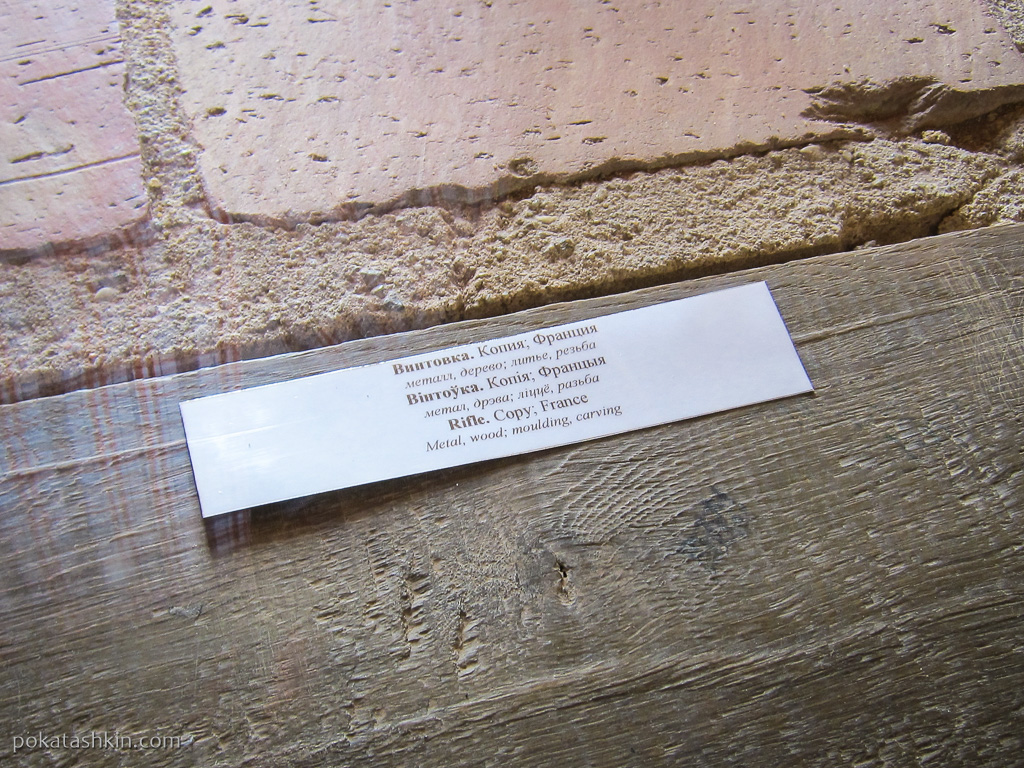 Винтовка. Копия; Франция
металл, дерево; литье, резьба
Вінтоўка. Копія; Францыя
метал, дрэва; ліццё, разьба
Rifle. Copy; France
Metal, wood; moulding, carving
pokatashkin.com